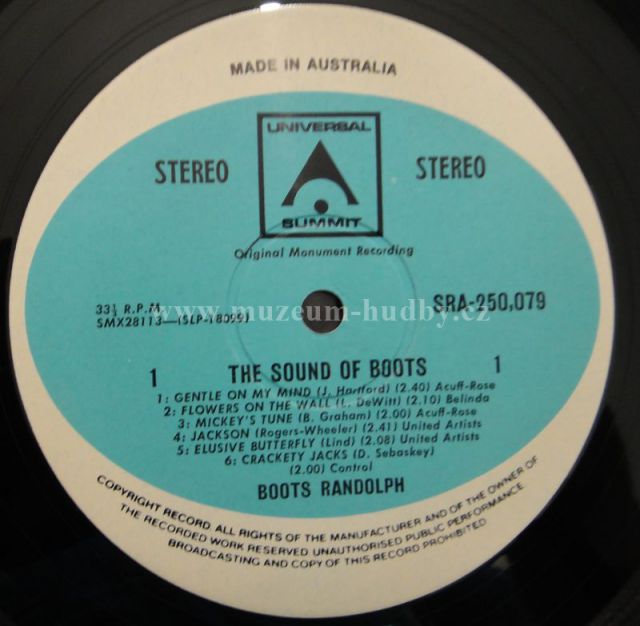 MADE IN AUSTRALIA
UNIVERSAL
SUMMIT
STEREO
STEREO
Original Monument Recording
33⅓ R.P.M.
SMX28113—(SLP-18099)
SRA-250,079
www.muzeum-hudby.cz
1 THE SOUND OF BOOTS 1
1: GENTLE ON MY MIND (J. Hartford) (2.40) Acuff-Rose
2: FLOWERS ON THE WALL (L. DeWitt) (2.10) Belinda
3: MICKEY'S TUNE (B. Graham) (2.00) Acuff-Rose
4: JACKSON (Rogers-Wheeler) (2.41) United Artists
5: ELUSIVE BUTTERFLY (Lind) (2.08) United Artists
6: CRACKETY JACKS (D. Sebaskey)
(2.00) Control
BOOTS RANDOLPH
COPYRIGHT RECORD. ALL RIGHTS OF THE MANUFACTURER AND OF THE OWNER OF
THE RECORDED WORK RESERVED UNAUTHORISED PUBLIC PERFORMANCE
BROADCASTING AND COPY OF THIS RECORD PROHIBITED